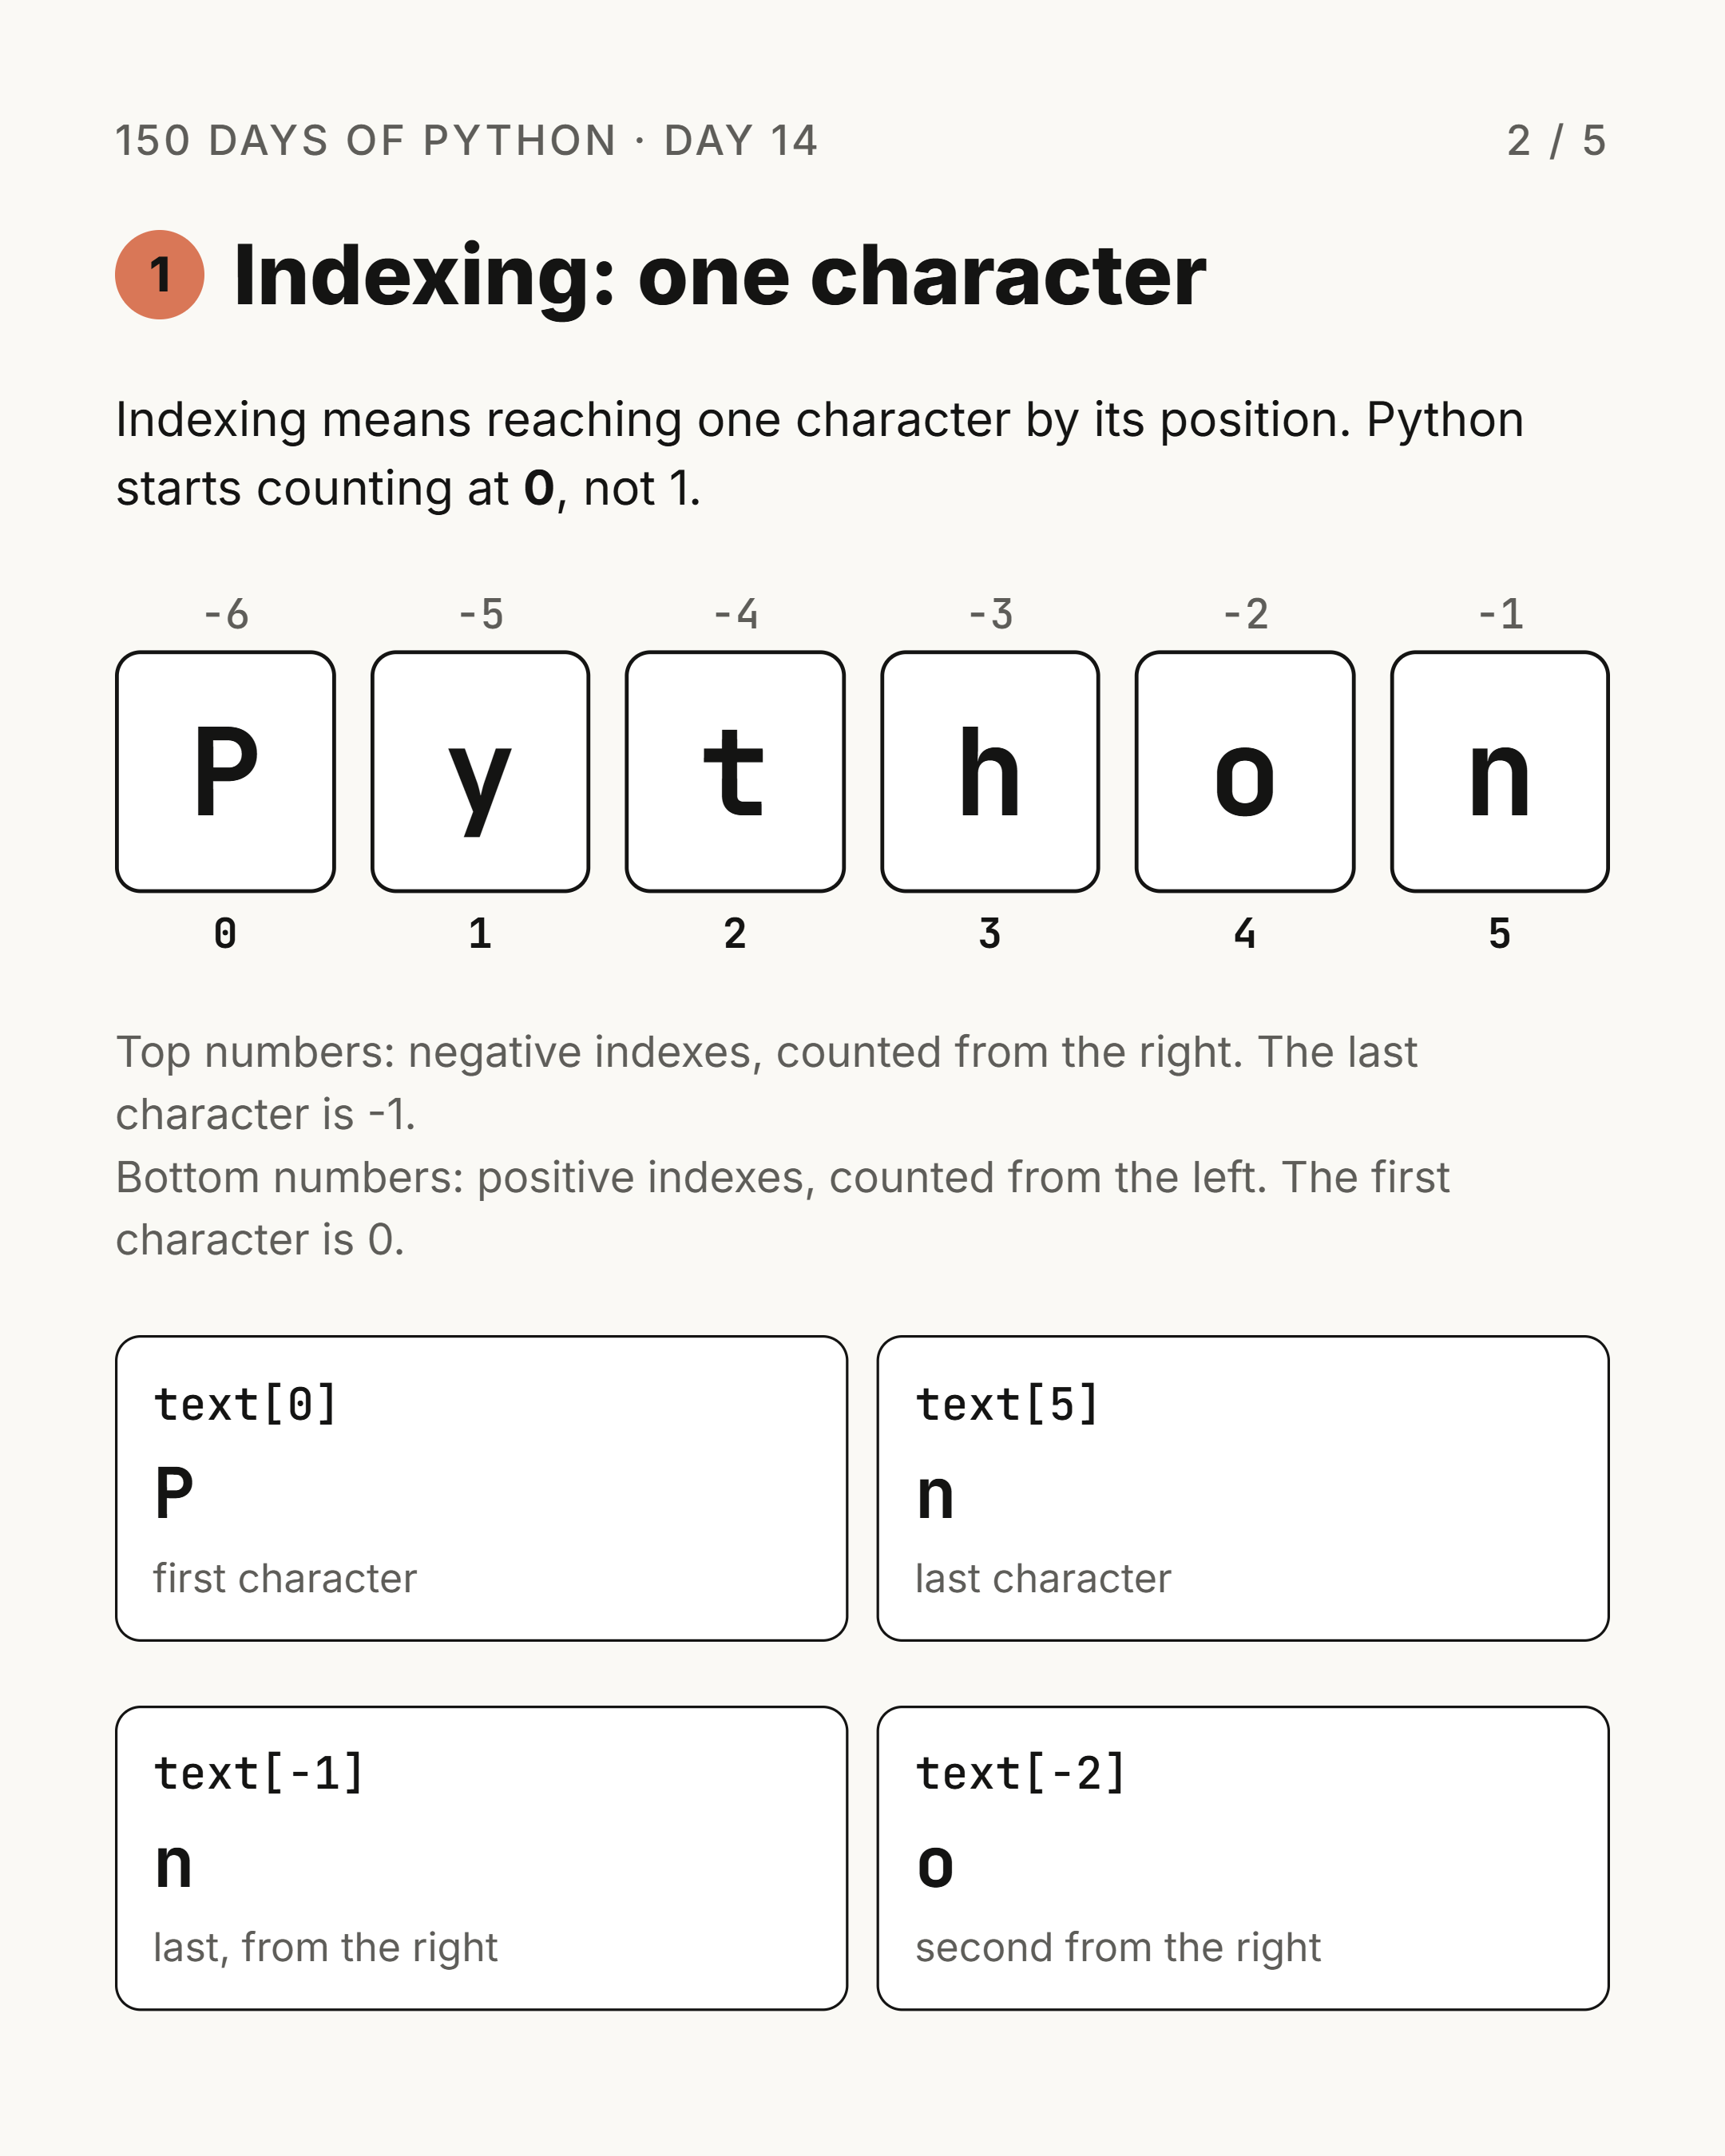 150 DAYS OF PYTHON · DAY 14
2 / 5
1
Indexing: one character
Indexing means reaching one character by its position. Python
starts counting at 0, not 1.
-6 -5 -4 -3 -2 -1
P y t h o n
0 1 2 3 4 5
Top numbers: negative indexes, counted from the right. The last
character is -1.
Bottom numbers: positive indexes, counted from the left. The first
character is 0.
text[0]
P
first character
text[5]
n
last character
text[-1]
n
last, from the right
text[-2]
o
second from the right